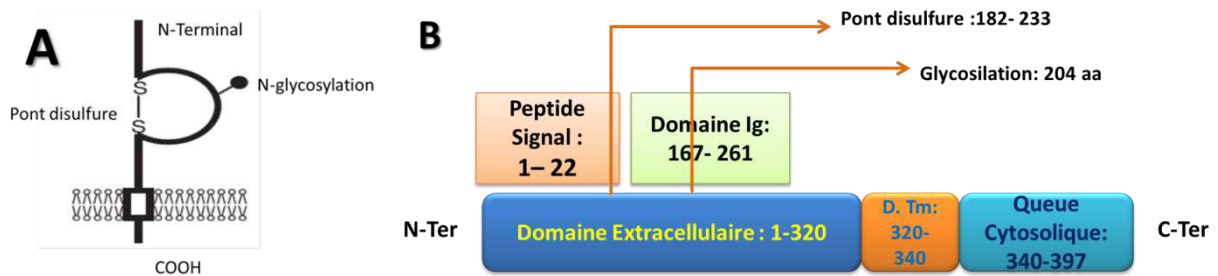 A
N-Terminal
S
N-glycosylation
Pont disulfure
S
COOH
B
Pont disulfure :182- 233
Glycosilation: 204 aa
Peptide
Signal :
1– 22
Domaine Ig:
167- 261
N-Ter
Domaine Extracellulaire : 1-320
D. Tm:
320-
340
Queue
Cytosolique:
340-397
C-Ter